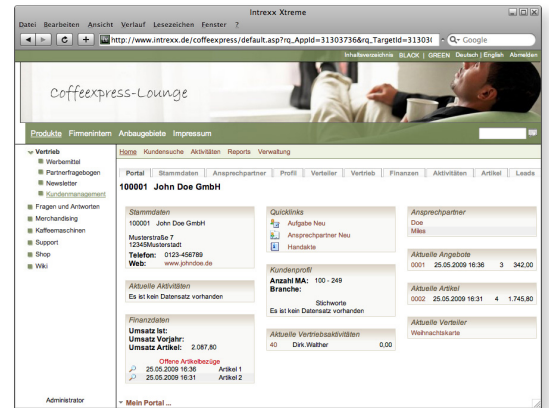 Intrexx Xtreme
Datei Bearbeiten Ansicht Verlauf Lesezeichen Fenster ?
http://www.intrexx.de/coffeexpress/default.asp?rq_AppId=31303736&rq_TargetId=313030 Google
Inhaltsverzeichnis BLACK | GREEN Deutsch | English Abmelden
Coffeexpress-Lounge
Produkte Firmenintern Anbaugebiete Impressum
Vertrieb
Werbemittel
Partnerfragebogen
Newsletter
Kundenmanagement
Fragen und Antworten
Merchandising
Kaffeemaschinen
Support
Shop
Wiki
Administrator
Home Kundensuche Aktivitäten Reports Verwaltung
Portal Stammdaten Ansprechpartner Profil Verteiler Vertrieb Finanzen Aktivitäten Artikel Leads
100001 John Doe GmbH
Stammdaten
100001 John Doe GmbH
Musterstraße 7
12345Musterstadt
Telefon: 0123-456789
Web: www.johndoe.de
Aktuelle Aktivitäten
Es ist kein Datensatz vorhanden
Finanzdaten
Umsatz Ist:
Umsatz Vorjahr:
Umsatz Artikel: 2.087,80
Offene Artikelbezüge
25.05.2009 16:36 Artikel 1
25.05.2009 16:31 Artikel 2
Quicklinks
Aufgabe Neu
Ansprechpartner Neu
Handakte
Kundenprofil
Anzahl MA: 100 - 249
Branche:
Stichworte
Es ist kein Datensatz vorhanden
Aktuelle Vertriebsaktivitäten
40 Dirk.Walther 0,00
Ansprechpartner
Doe
Miles
Aktuelle Angebote
0001 25.05.2009 16:36 3 342,00
Aktuelle Artikel
0002 25.05.2009 16:31 4 1.745,80
Aktuelle Verteiler
Weihnachtskarte
Mein Portal ...